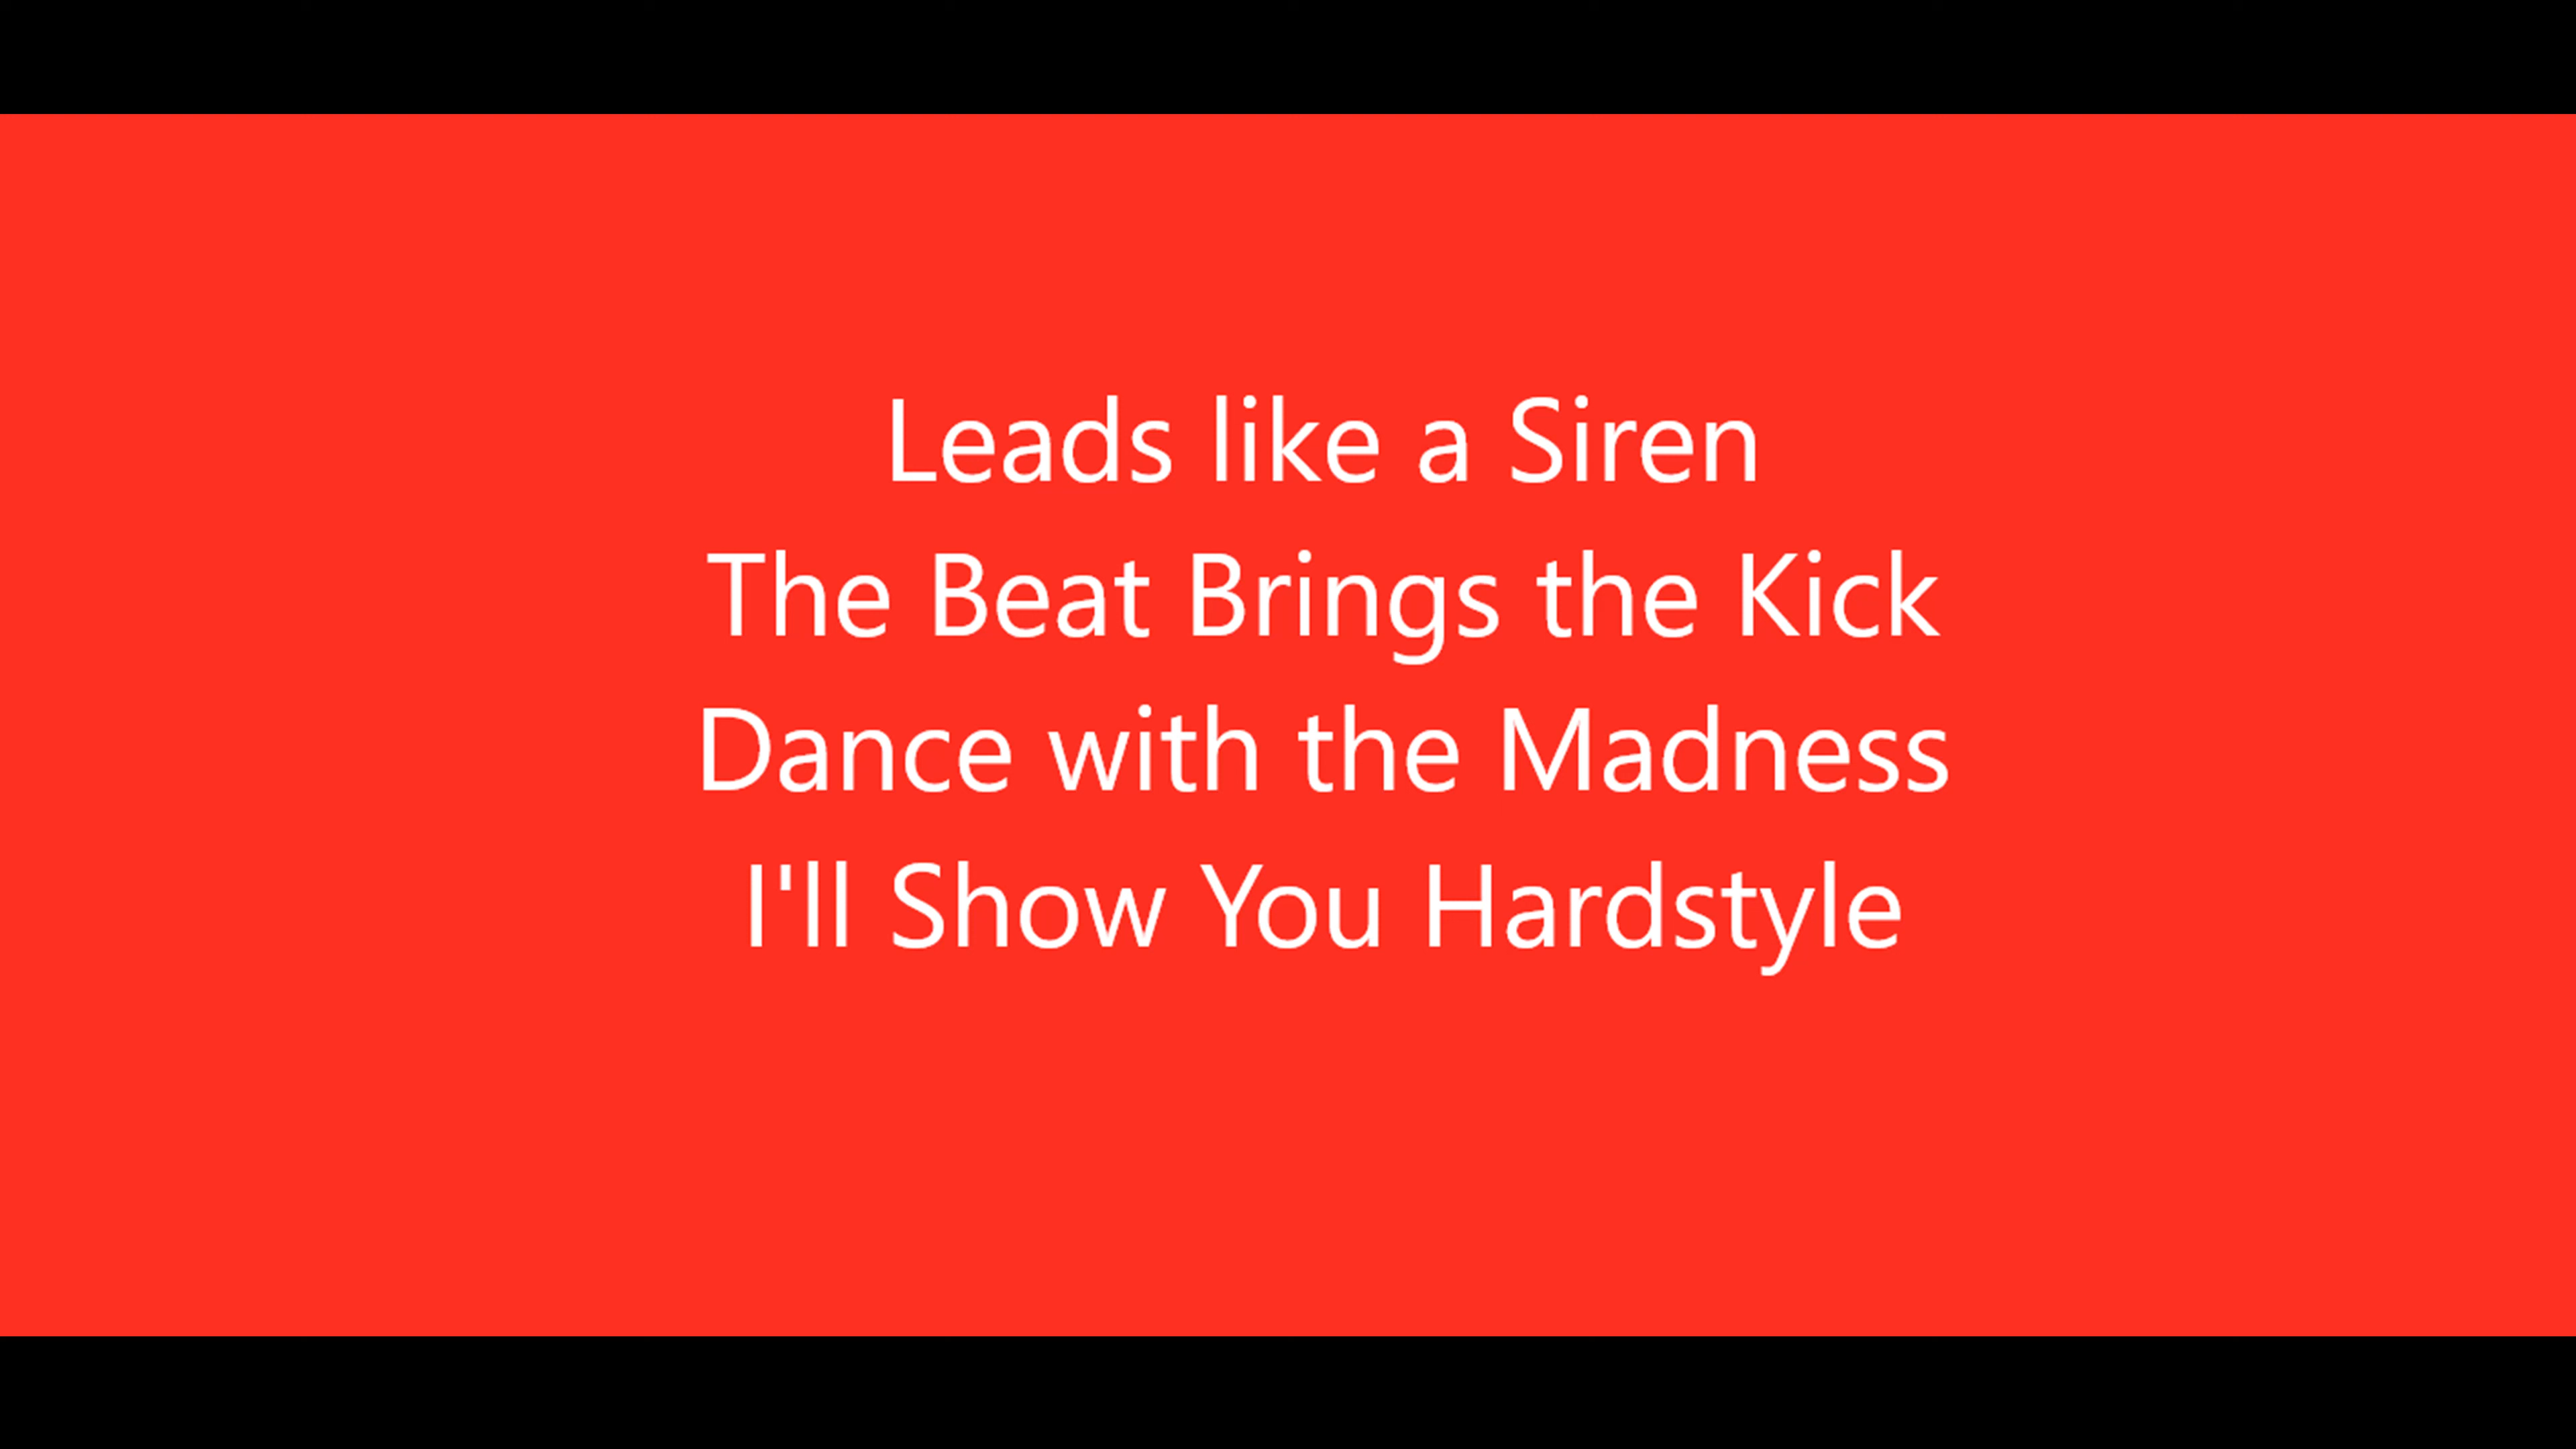 Leads like a Siren
The Beat Brings the Kick
Dance with the Madness
I'll Show You Hardstyle